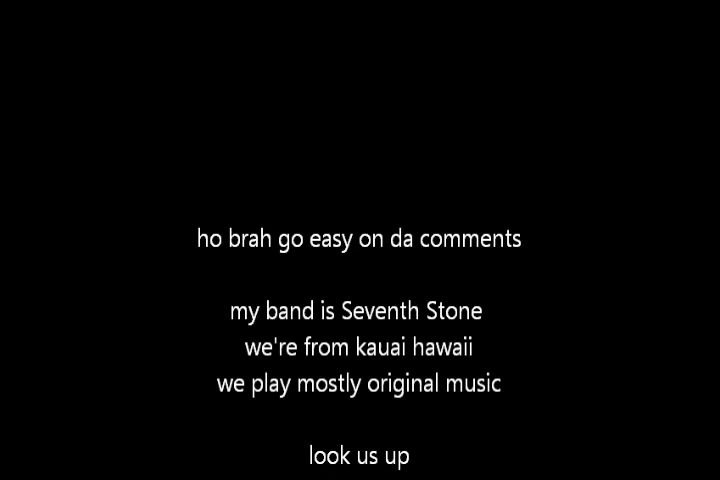 ho brah go easy on da comments
my band is Seventh Stone
we're from kauai hawaii
we play mostly original music
look us up